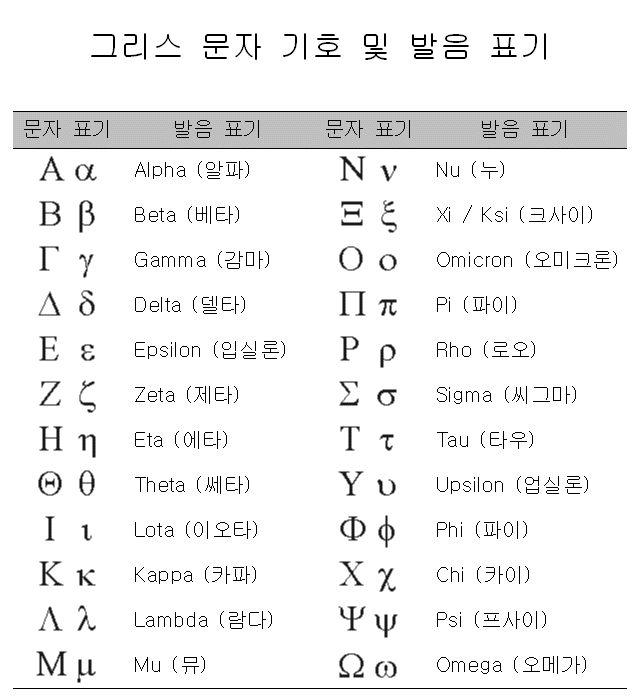 그리스 문자 기호 및 발음 표기
문자 표기 발음 표기 문자 표기 발음 표기
Α α Alpha (알파) Ν ν Nu (누)
Β β Beta (베타) Ξ ξ Xi / Ksi (크사이)
Γ γ Gamma (감마) Ο ο Omicron (오미크론)
Δ δ Delta (델타) Π π Pi (파이)
Ε ε Epsilon (입실론) Ρ ρ Rho (로오)
Ζ ζ Zeta (제타) Σ σ Sigma (씨그마)
Η η Eta (에타) Τ τ Tau (타우)
Θ θ Theta (쎄타) Υ υ Upsilon (업실론)
Ι ι Lota (이오타) Φ ϕ Phi (파이)
Κ κ Kappa (카파) Χ χ Chi (카이)
Λ λ Lambda (람다) Ψ ψ Psi (프사이)
Μ μ Mu (뮤) Ω ω Omega (오메가)